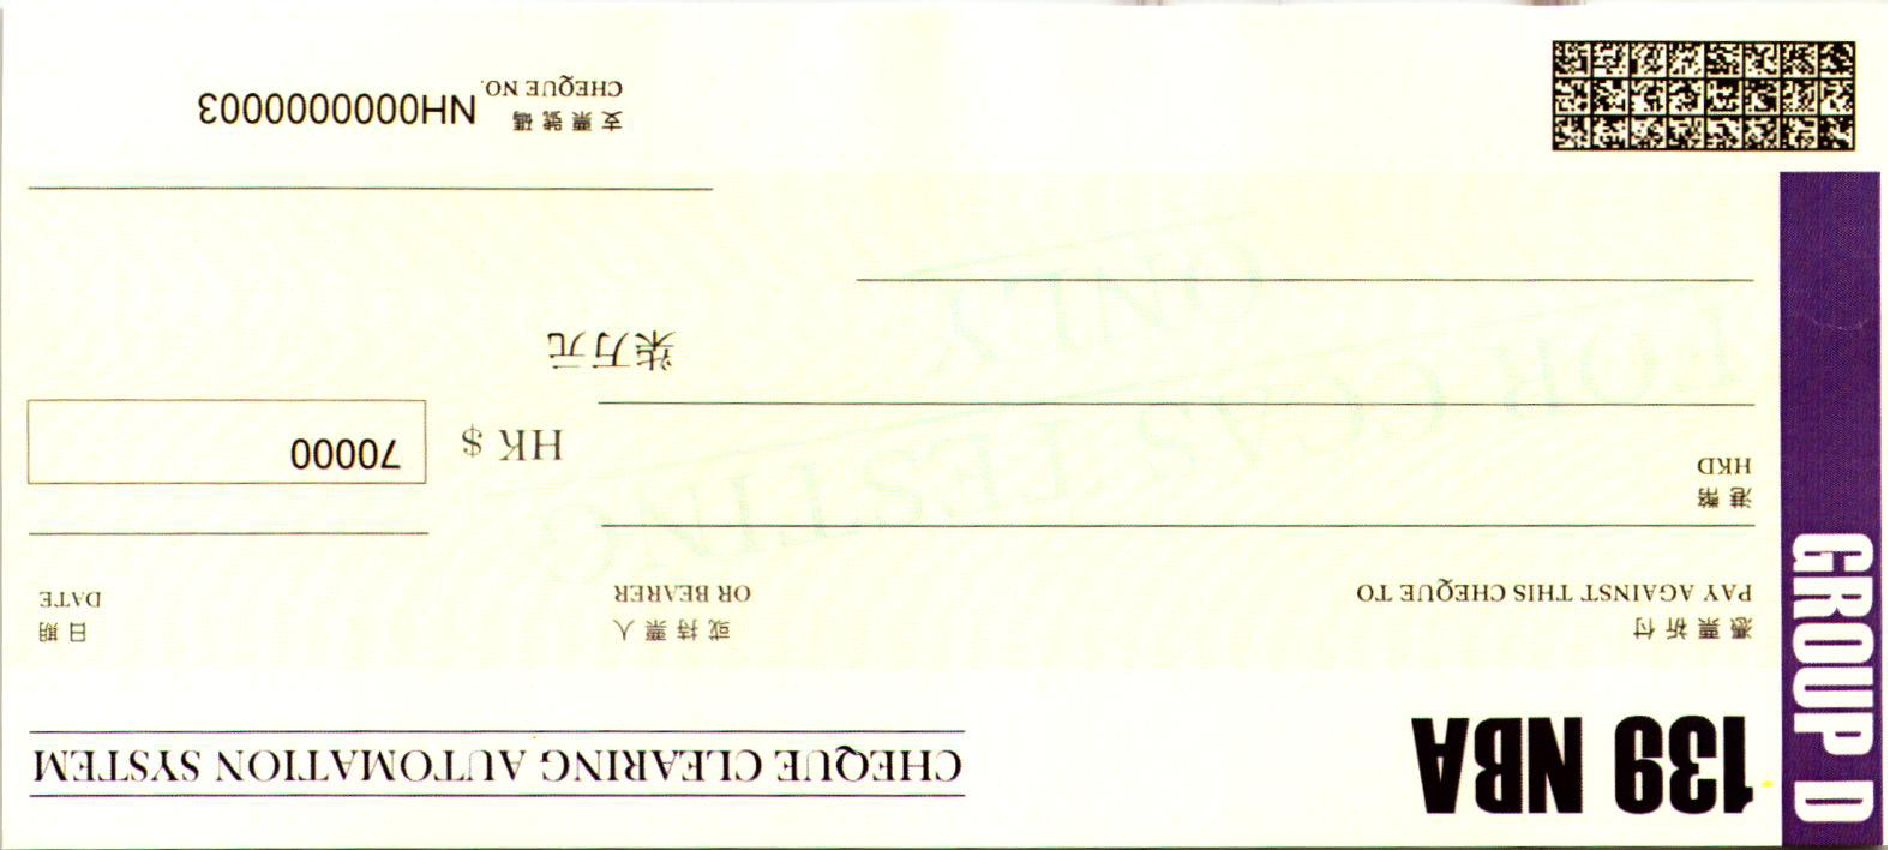 139 NBA
CHEQUE CLEARING AUTOMATION SYSTEM
GROUP D
憑票祈付
PAY AGAINST THIS CHEQUE TO
或持票人
OR BEARER
日期
DATE
港幣
HKD
HK $ 70000
柒万元
FOR CCAS TESTING
ONLY
支票號碼
CHEQUE NO. NH0000000003